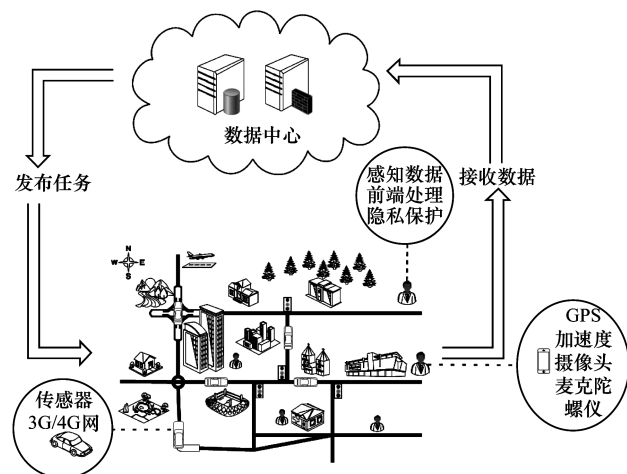 数据中心
发布任务
感知数据
前端处理
隐私保护
接收数据
N
W
E
S
GPS
加速度
摄像头
麦克陀
螺仪
传感器
3G/4G网